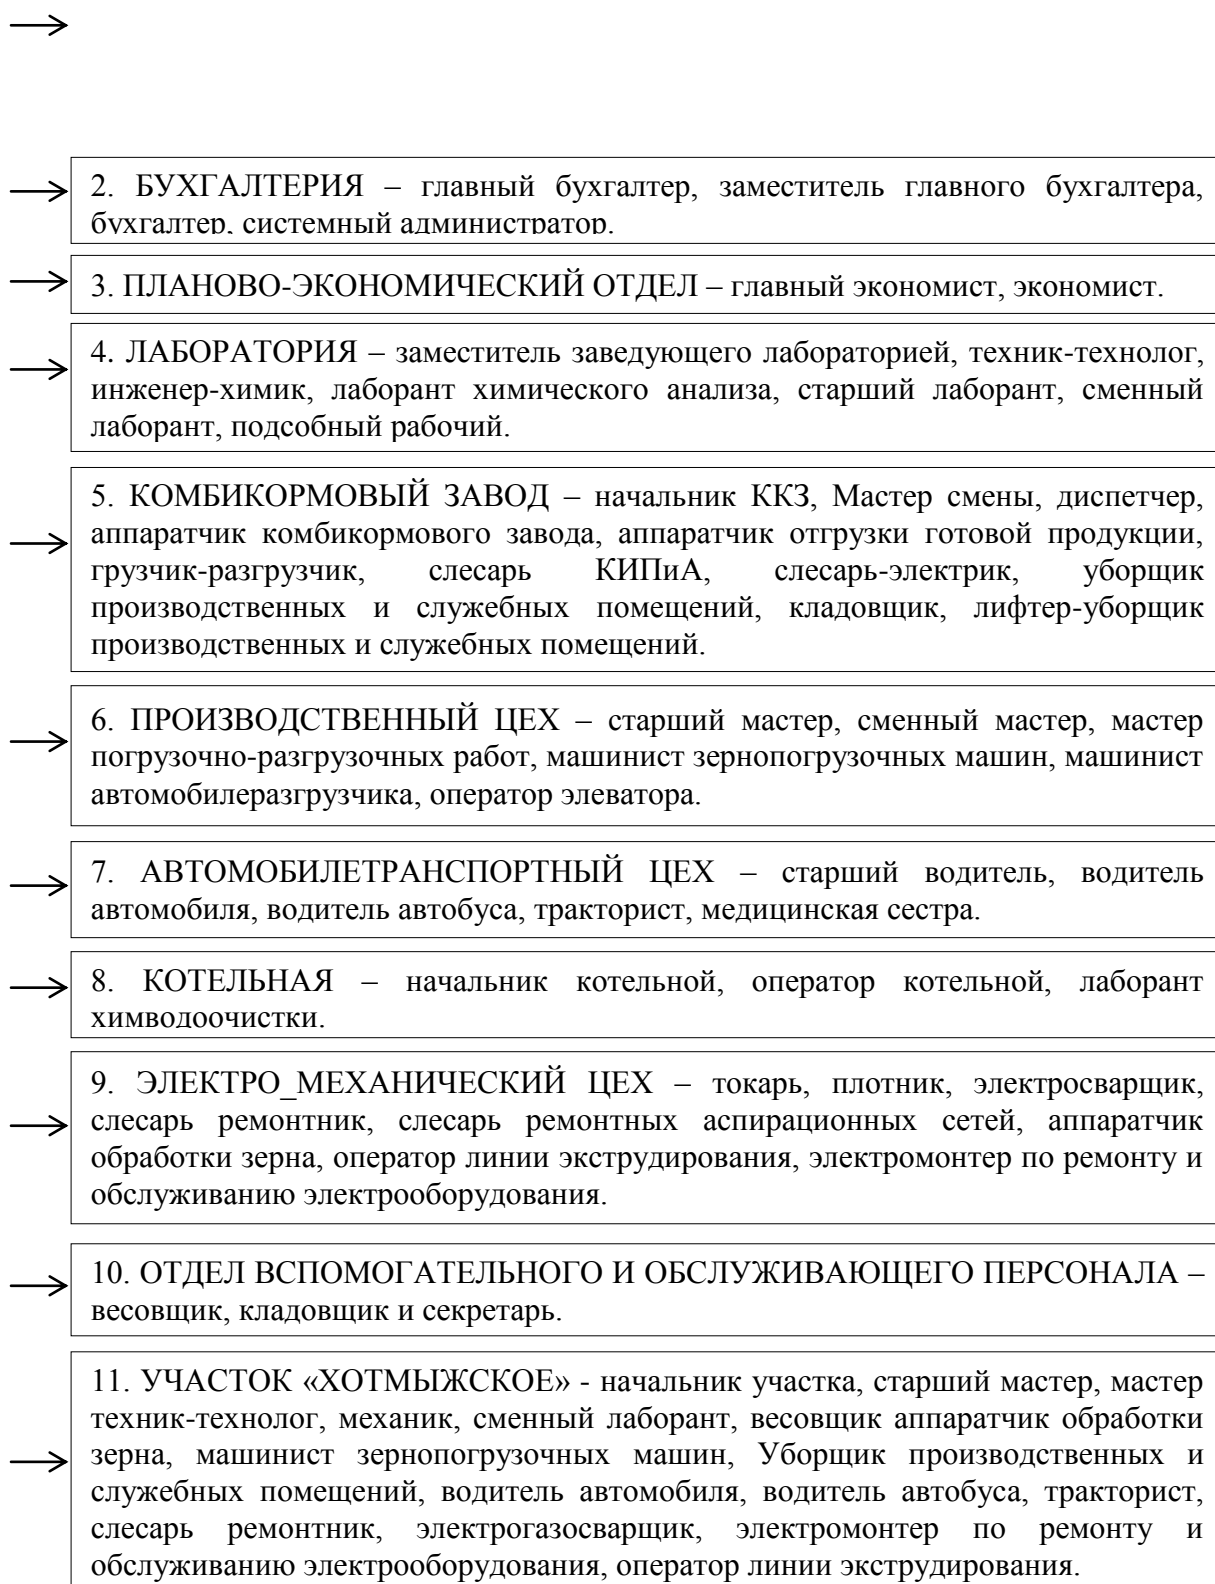 2. БУХГАЛТЕРИЯ – главный бухгалтер, заместитель главного бухгалтера,
бухгалтер, системный администратор.
3. ПЛАНОВО-ЭКОНОМИЧЕСКИЙ ОТДЕЛ – главный экономист, экономист.
4. ЛАБОРАТОРИЯ – заместитель заведующего лабораторией, техник-технолог,
инженер-химик, лаборант химического анализа, старший лаборант, сменный
лаборант, подсобный рабочий.
5. КОМБИКОРМОВЫЙ ЗАВОД – начальник ККЗ, Мастер смены, диспетчер,
аппаратчик комбикормового завода, аппаратчик отгрузки готовой продукции,
грузчик-разгрузчик, слесарь КИПиА, слесарь-электрик, уборщик
производственных и служебных помещений, кладовщик, лифтер-уборщик
производственных и служебных помещений.
6. ПРОИЗВОДСТВЕННЫЙ ЦЕХ – старший мастер, сменный мастер, мастер
погрузочно-разгрузочных работ, машинист зернопогрузочных машин, машинист
автомобилеразгрузчика, оператор элеватора.
7. АВТОМОБИЛЕТРАНСПОРТНЫЙ ЦЕХ – старший водитель, водитель
автомобиля, водитель автобуса, тракторист, медицинская сестра.
8. КОТЕЛЬНАЯ – начальник котельной, оператор котельной, лаборант
химводоочистки.
9. ЭЛЕКТРО_МЕХАНИЧЕСКИЙ ЦЕХ – токарь, плотник, электросварщик,
слесарь ремонтник, слесарь ремонтных аспирационных сетей, аппаратчик
обработки зерна, оператор линии экструдирования, электромонтер по ремонту и
обслуживанию электрооборудования.
10. ОТДЕЛ ВСПОМОГАТЕЛЬНОГО И ОБСЛУЖИВАЮЩЕГО ПЕРСОНАЛА –
весовщик, кладовщик и секретарь.
11. УЧАСТОК «ХОТМЫЖСКОЕ» - начальник участка, старший мастер, мастер
техник-технолог, механик, сменный лаборант, весовщик аппаратчик обработки
зерна, машинист зернопогрузочных машин, Уборщик производственных и
служебных помещений, водитель автомобиля, водитель автобуса, тракторист,
слесарь ремонтник, электрогазосварщик, электромонтер по ремонту и
обслуживанию электрооборудования, оператор линии экструдирования.